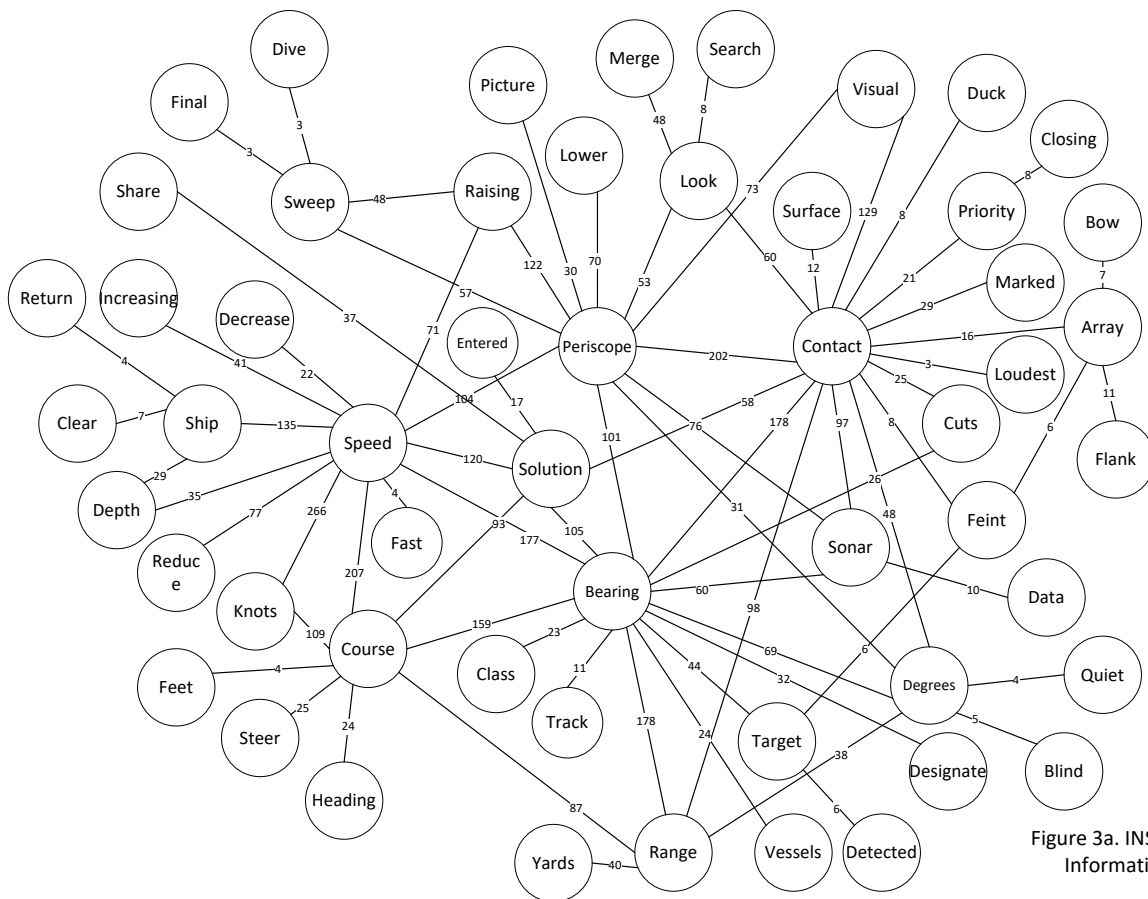 Dive
Merge
Search
Final
Picture
Visual
Duck
Closing
3
48
8
3
Lower
8
Share
Sweep
48
Raising
Look
73
Surface
129
8
Priority
Bow
122
30
70
53
60
12
21
7
Return
Increasing
57
29
Marked
Decrease
37
71
Entered
Periscope
202
Contact
16
Array
4
41
22
104
17
3
Loudest
25
11
Clear
7
Ship
135
Speed
120
Solution
101
58
76
178
97
8
Cuts
6
Flank
29
4
26
Depth
35
77
266
93
177
105
31
48
Feint
Reduc
e
207
Fast
Sonar
Knots
Bearing
60
10
Data
109
159
98
Course
23
69
6
4
Feet
Class
11
44
32
Degrees
4
Quiet
25
Steer
24
Track
178
24
Target
5
38
Designate
Blind
Heading
87
6
Yards
40
Range
Vessels
Detected
Figure 3a. INS
Informati